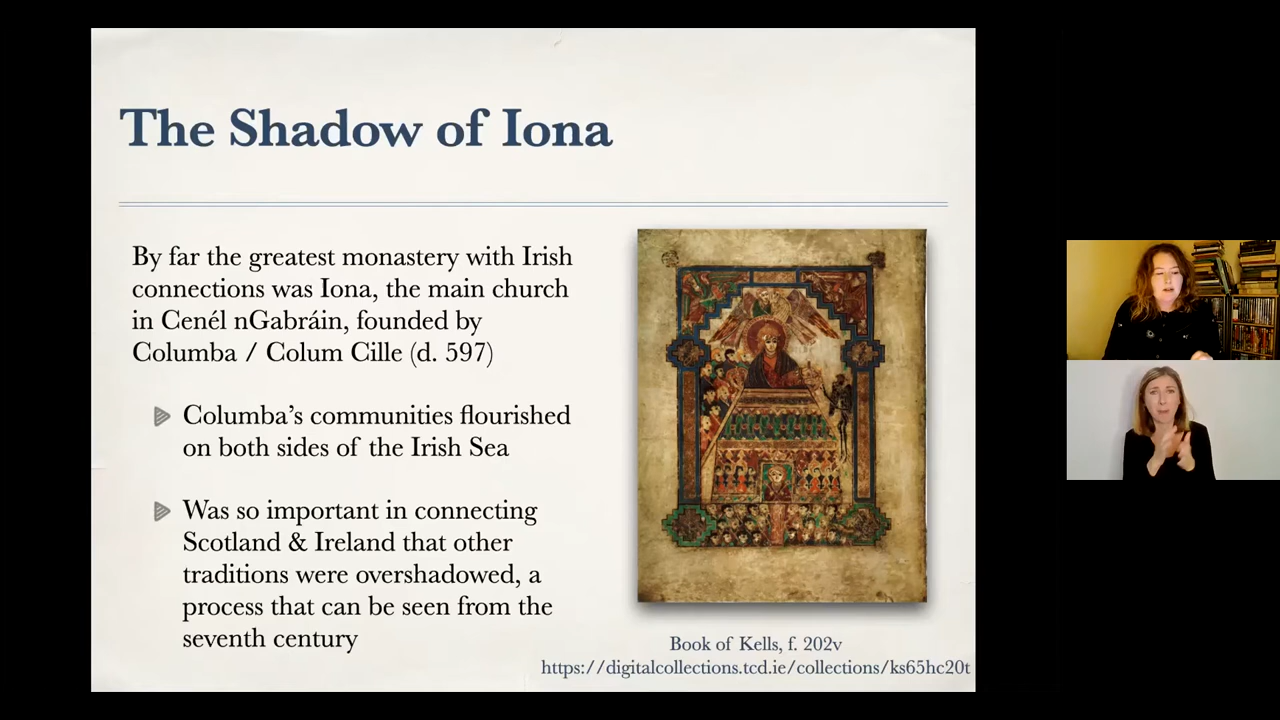 The Shadow of Iona
By far the greatest monastery with Irish
connections was Iona, the main church
in Cenél nGabráin, founded by
Columba / Colum Cille (d. 597)
Columba’s communities flourished
on both sides of the Irish Sea
Was so important in connecting
Scotland & Ireland that other
traditions were overshadowed, a
process that can be seen from the
seventh century
Book of Kells, f. 202v
https://digitalcollections.tcd.ie/collections/ks65hc20t